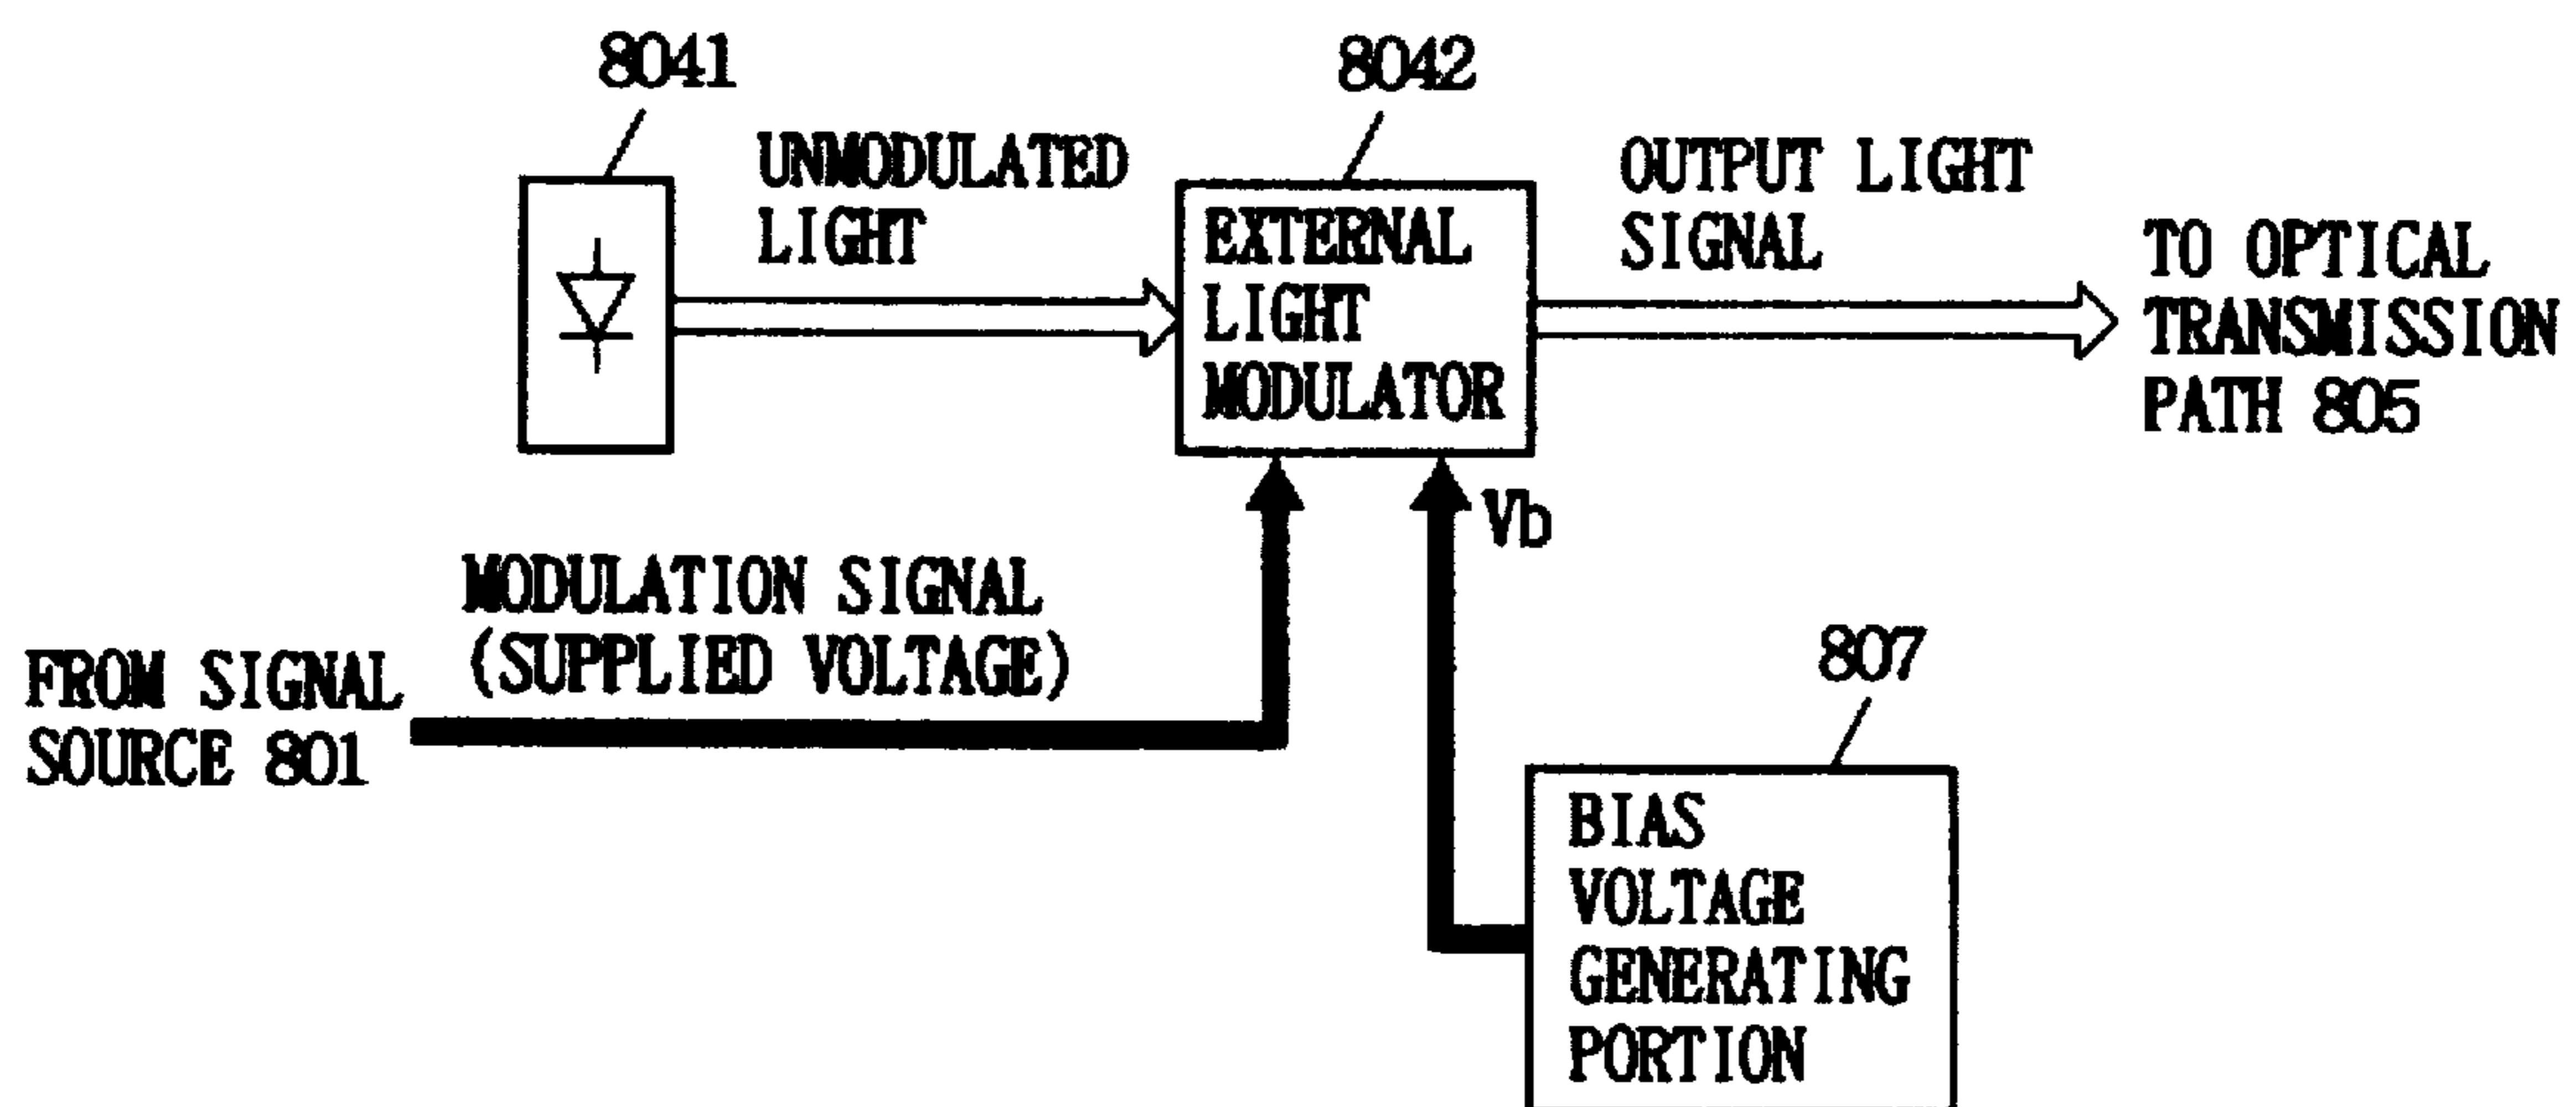 8041
8042
UNMODULATED
LIGHT
EXTERNAL
LIGHT
MODULATOR
OUTPUT LIGHT
SIGNAL
TO OPTICAL
TRANSMISSION
PATH 805
Vb
MODULATION SIGNAL
(SUPPLIED VOLTAGE)
FROM SIGNAL
SOURCE 801
807
BIAS
VOLTAGE
GENERATING
PORTION